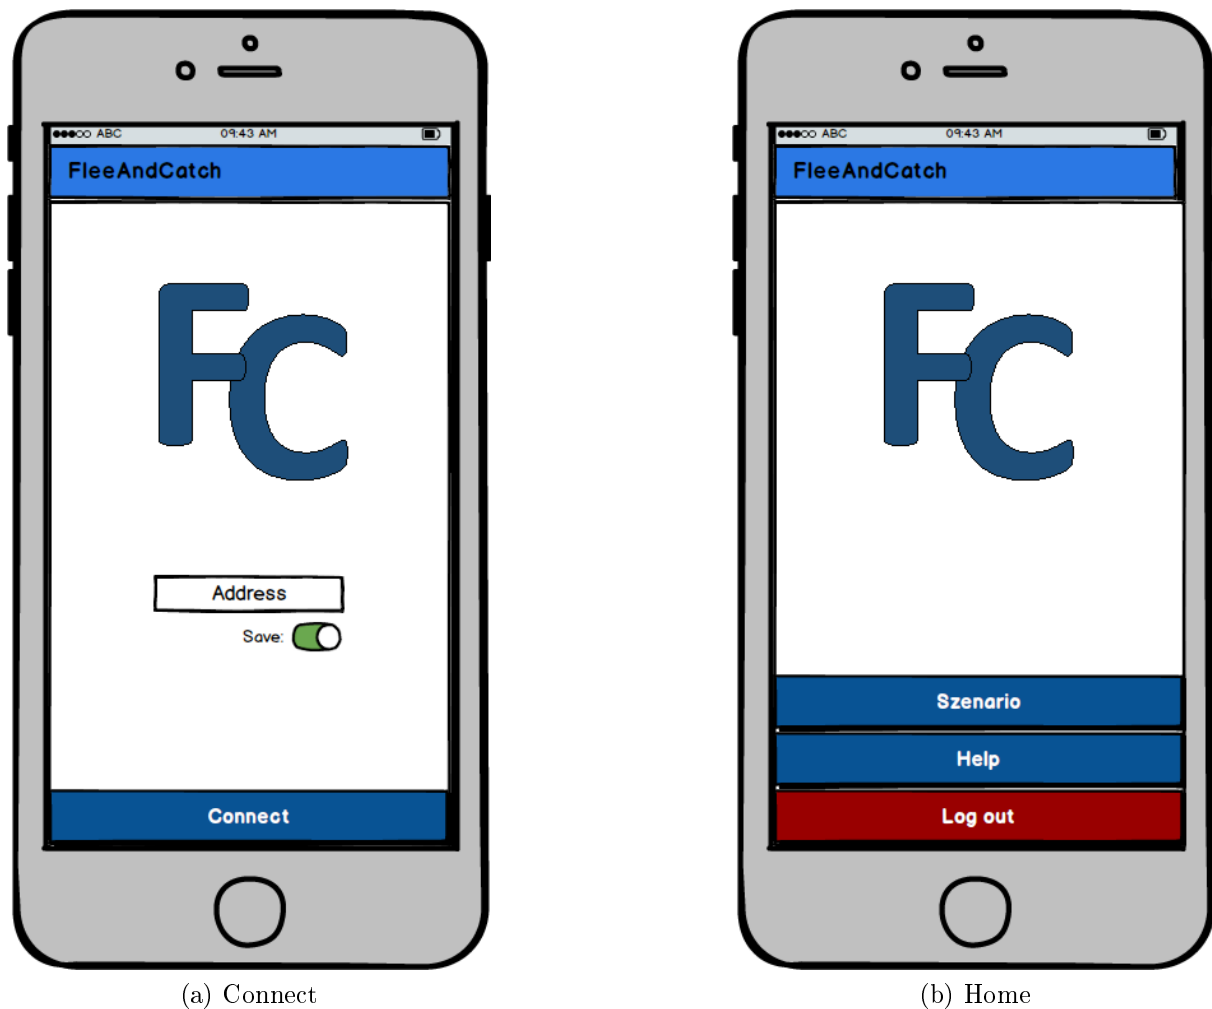 ABC 09:43 AM
FleeAndCatch
FC
Address
Save:
Connect
(a) Connect
ABC 09:43 AM
FleeAndCatch
FC
Szenario
Help
Log out
(b) Home